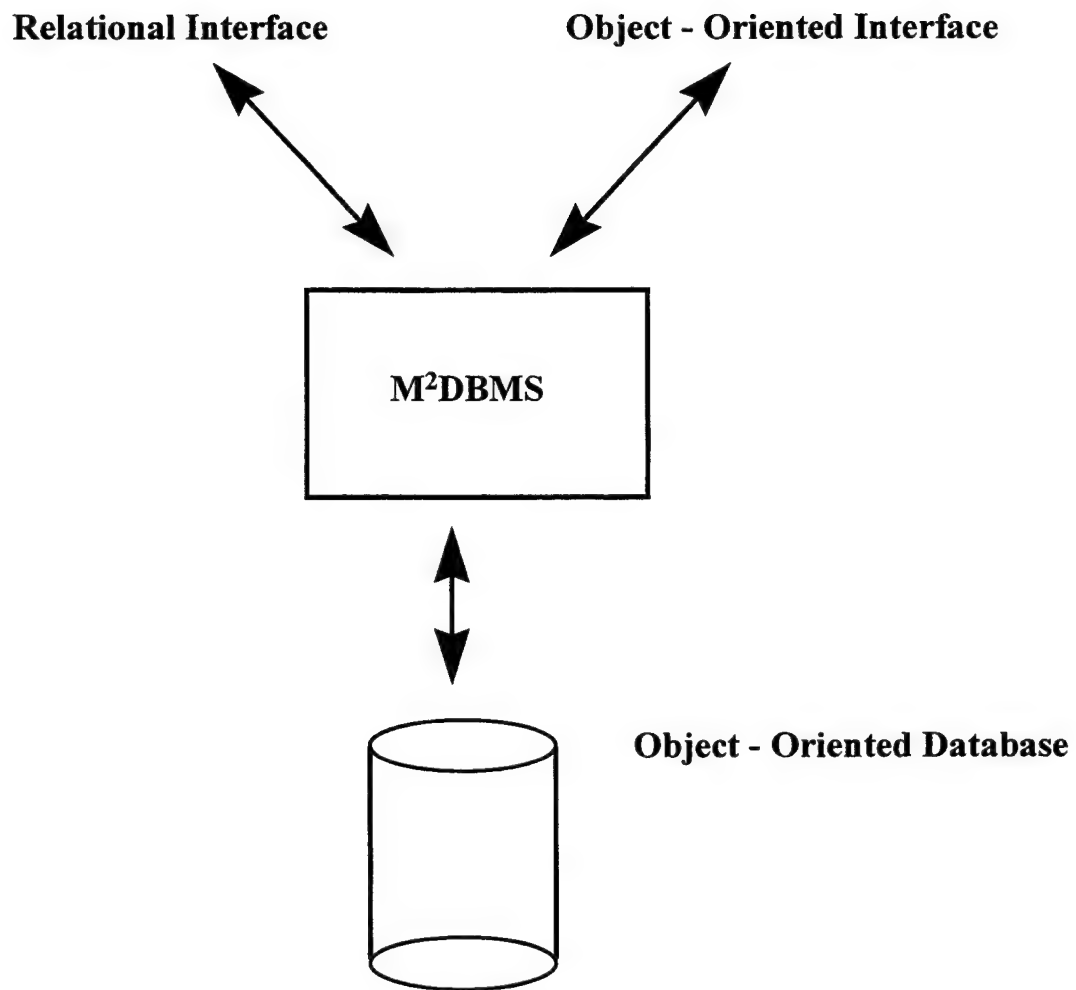 Relational Interface
Object - Oriented Interface
M²DBMS
Object - Oriented Database